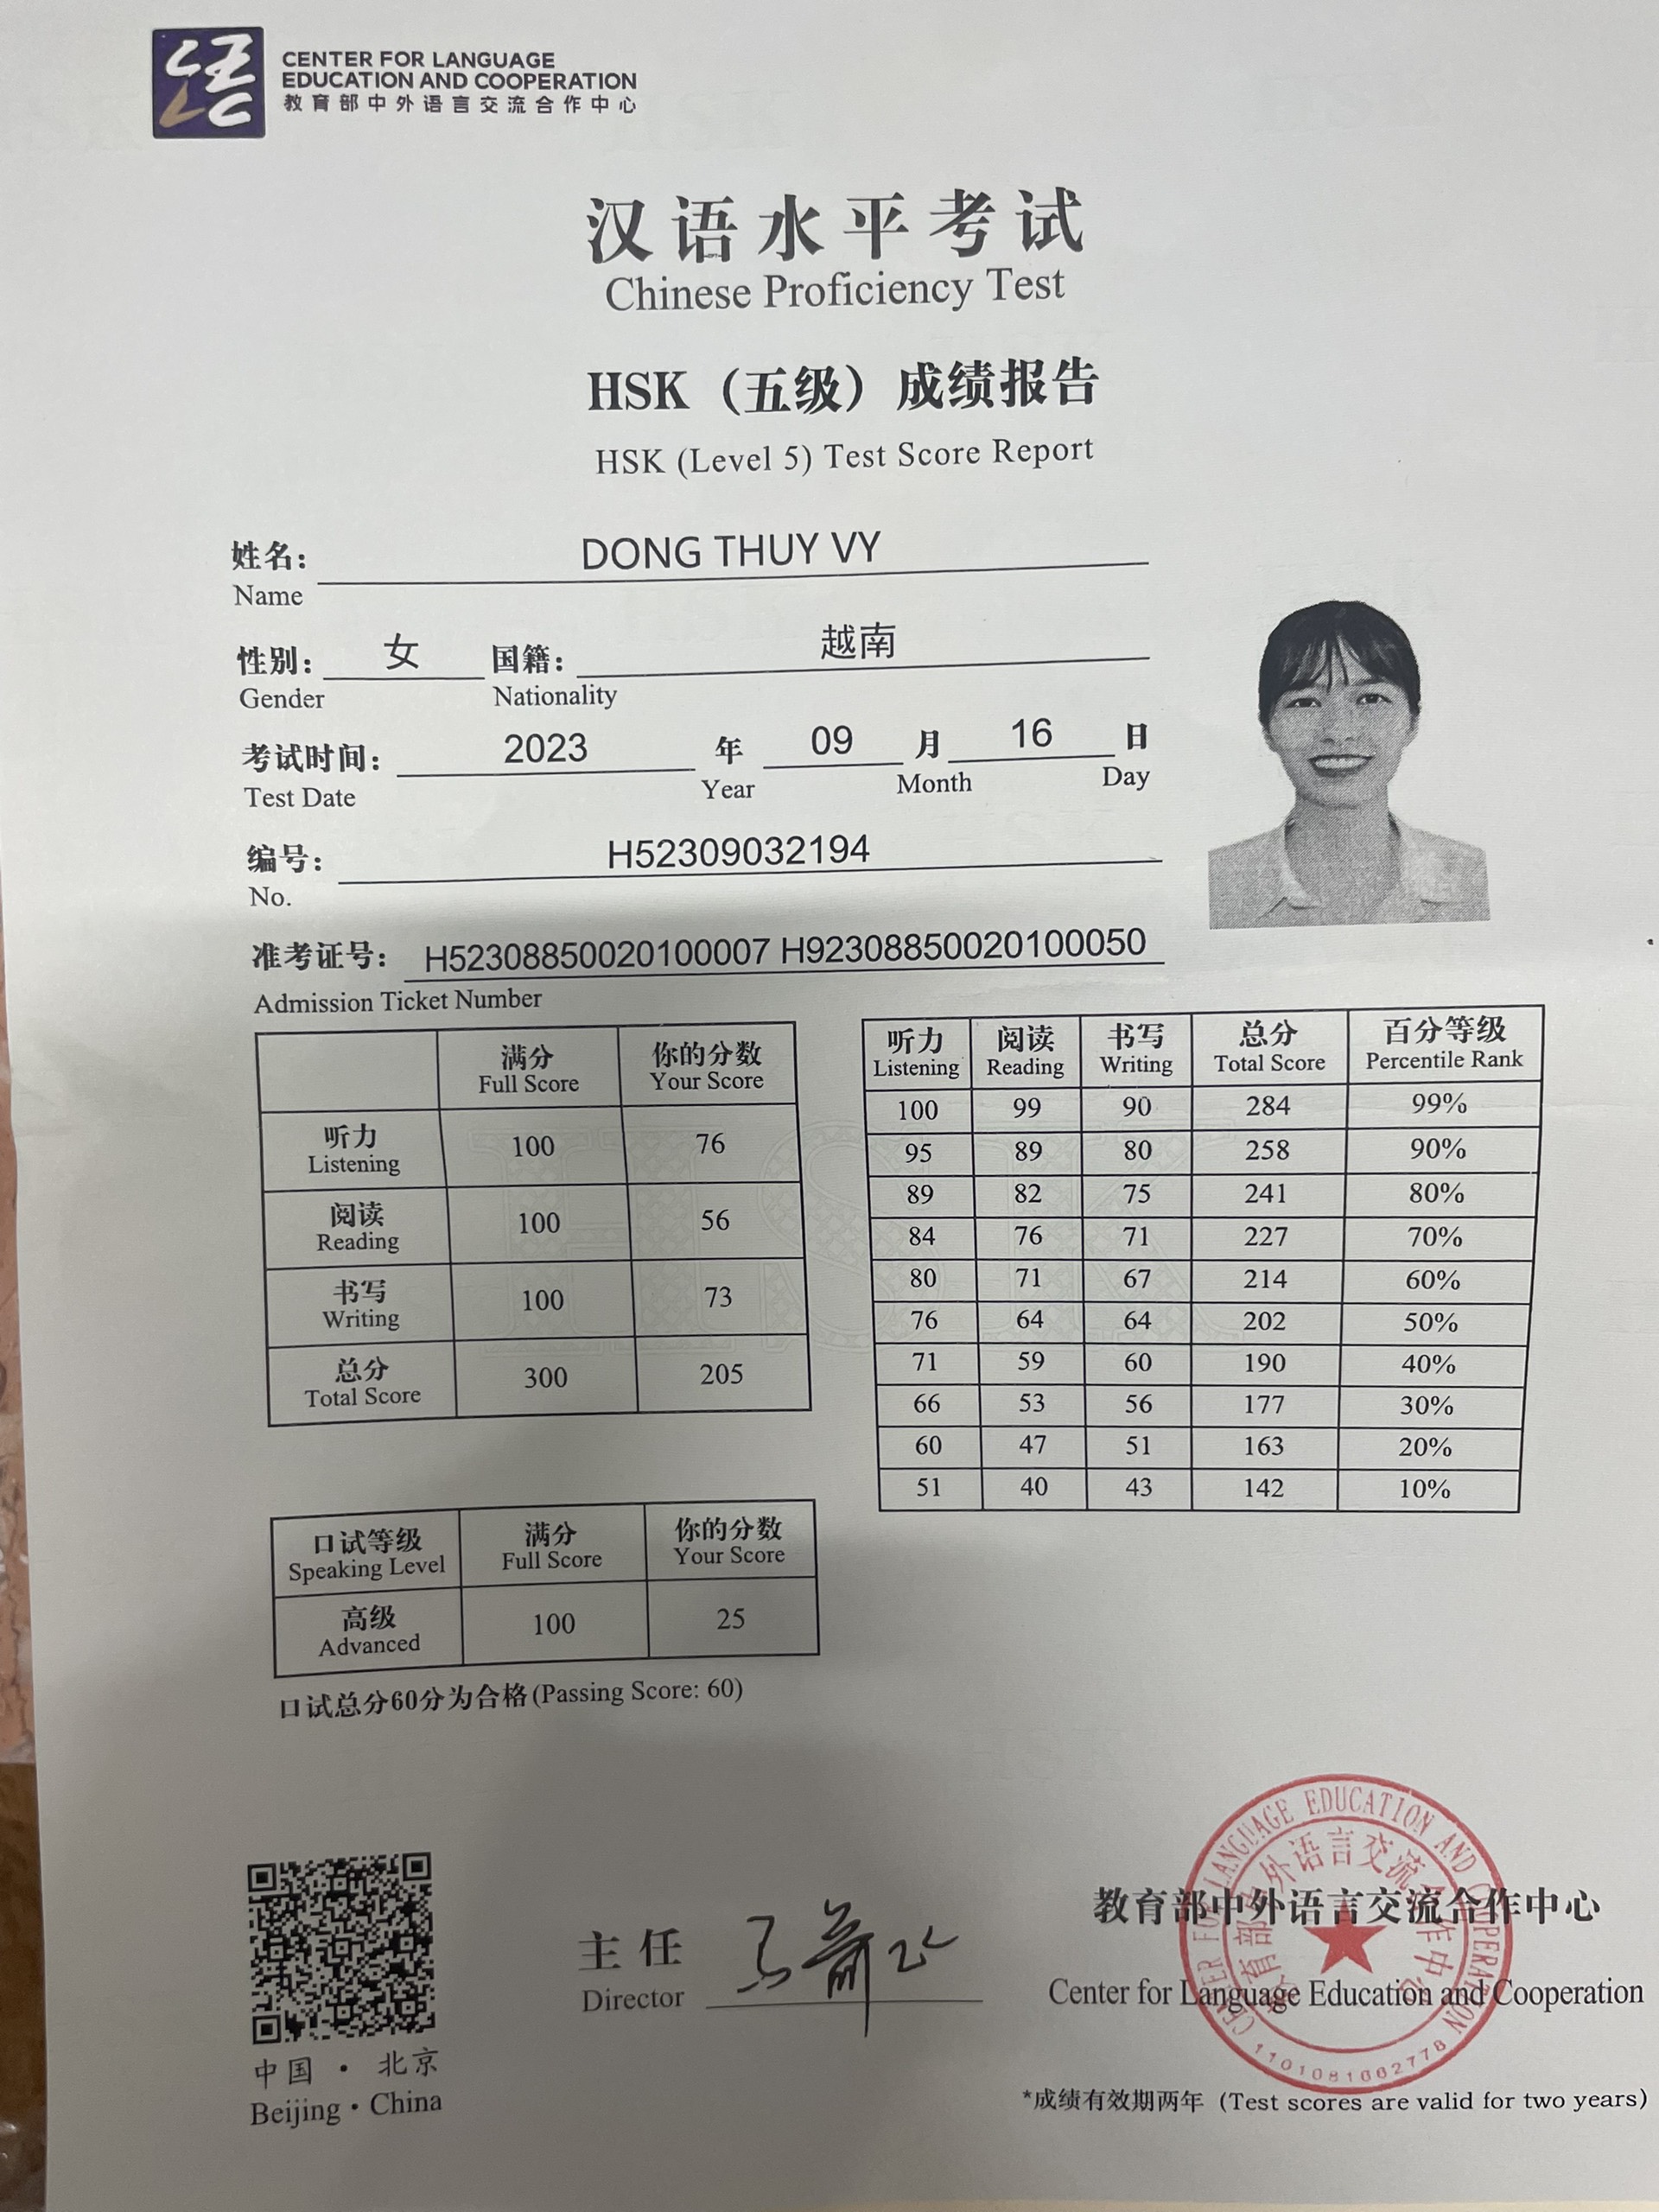 CENTER FOR LANGUAGE
EDUCATION AND COOPERATION
教育部中外语言交流合作中心
汉语水平考试
Chinese Proficiency Test
HSK（五级）成绩报告
HSK (Level 5) Test Score Report
姓名： DONG THUY VY
Name
性别： 女 国籍： 越南
Gender Nationality
考试时间： 2023 年 09 月 16 日
Test Date Year Month Day
编号： H52309032194
No.
准考证号： H52308850020100007 H92308850020100050
Admission Ticket Number
满分 你的分数
Full Score Your Score
听力 100 76
Listening
阅读 100 56
Reading
书写 100 73
Writing
总分 300 205
Total Score
听力 阅读 书写 总分 百分等级
Listening Reading Writing Total Score Percentile Rank
100 99 90 284 99%
95 89 80 258 90%
89 82 75 241 80%
84 76 71 227 70%
80 71 67 214 60%
76 64 64 202 50%
71 59 60 190 40%
66 53 56 177 30%
60 47 51 163 20%
51 40 43 142 10%
口试等级 满分 你的分数
Speaking Level Full Score Your Score
高级 100 25
Advanced
口试总分60分为合格(Passing Score: 60)
中国 · 北京
Beijing · China
主任
Director
教育部中外语言交流合作中心
Center for Language Education and Cooperation
CENTER FOR LANGUAGE EDUCATION AND COOPERATION
教育部中外语言交流合作中心
1101081662778
*成绩有效期两年 (Test scores are valid for two years)